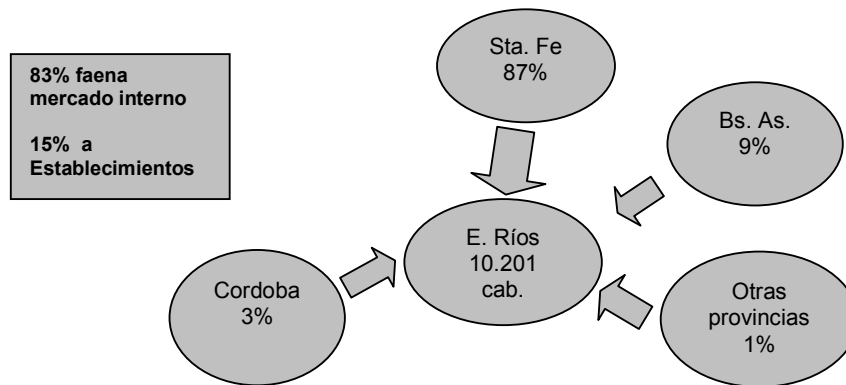 83% faena
mercado interno
15% a
Establecimientos
Sta. Fe
87%
Bs. As.
9%
E. Ríos
10.201
cab.
Cordoba
3%
Otras
provincias
1%